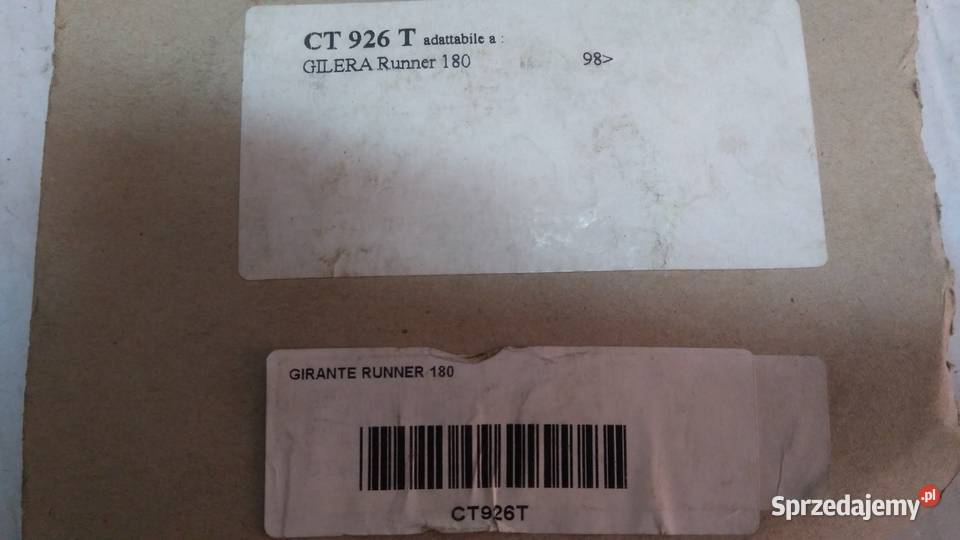 CT 926 T adattabile a :
GILERA Runner 180 98>
GIRANTE RUNNER 180
CT926T
Sprzedajemy.pl